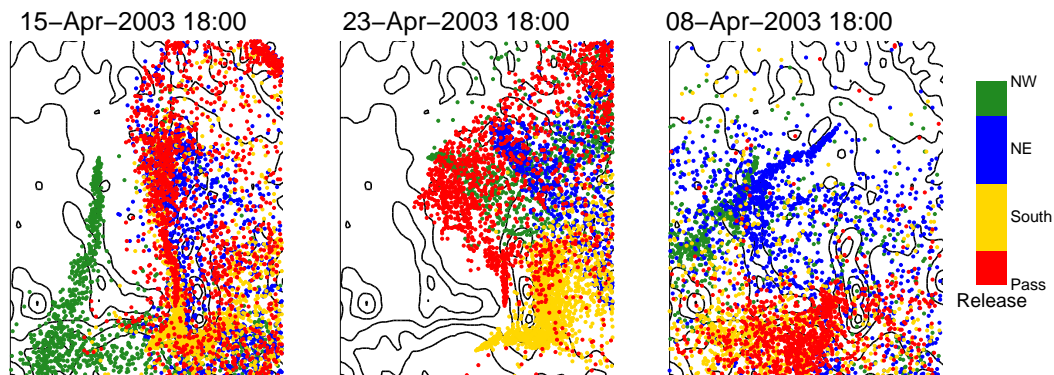 15−Apr−2003 18:00
23−Apr−2003 18:00
08−Apr−2003 18:00
NW
NE
South
Pass
Release